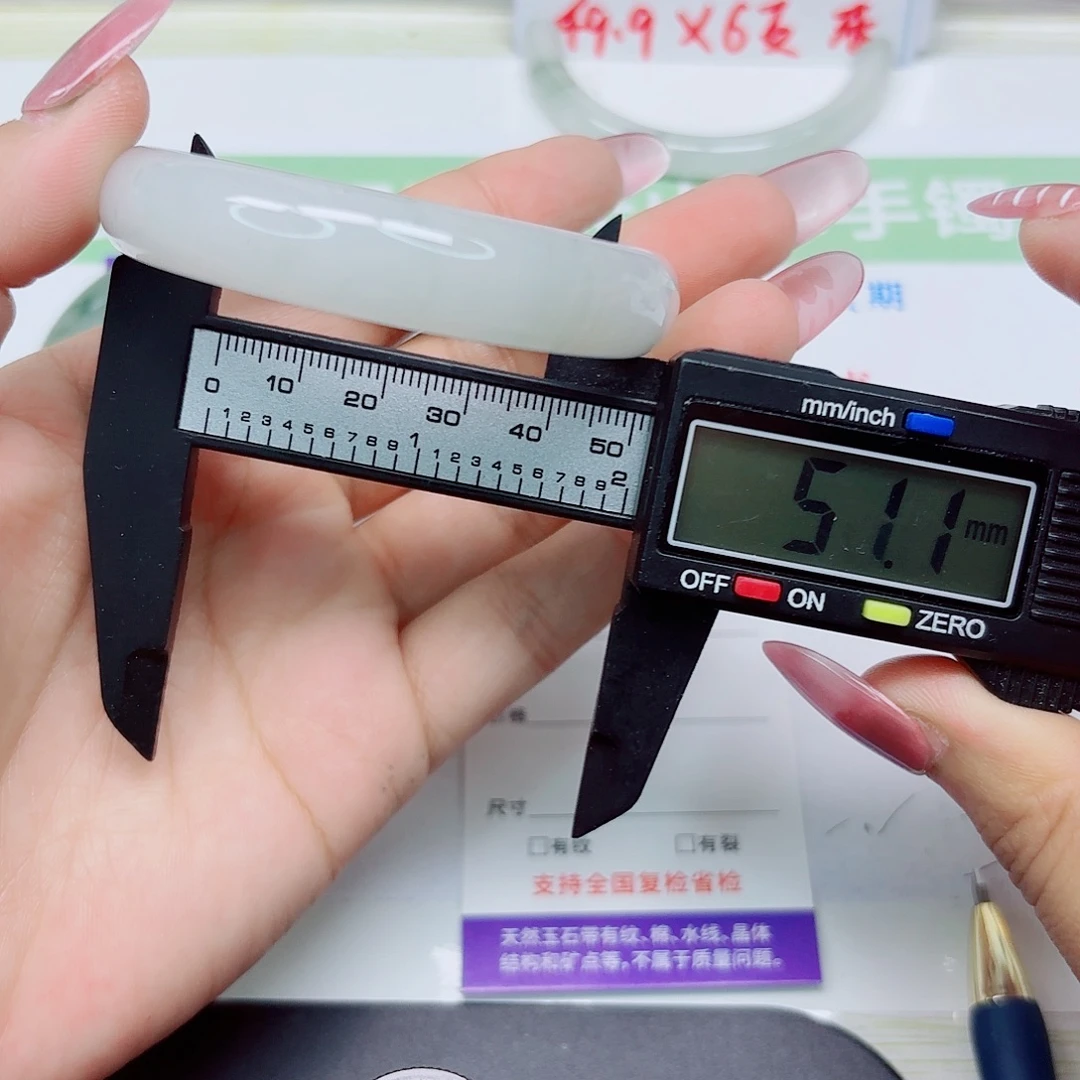 49.9 X6
手镯
期
mm/inch
0 10 20 30 40 50
1 2 3 4 5 6 7 8 9 1 1 2 3 4 5 6 7 8 9 2
51.1 mm
OFF ON ZERO
尺寸
□有纹 □有裂
支持全国复检省检
天然玉石带有纹、棉、水线、晶体
结构和矿点等，不属于质量问题。